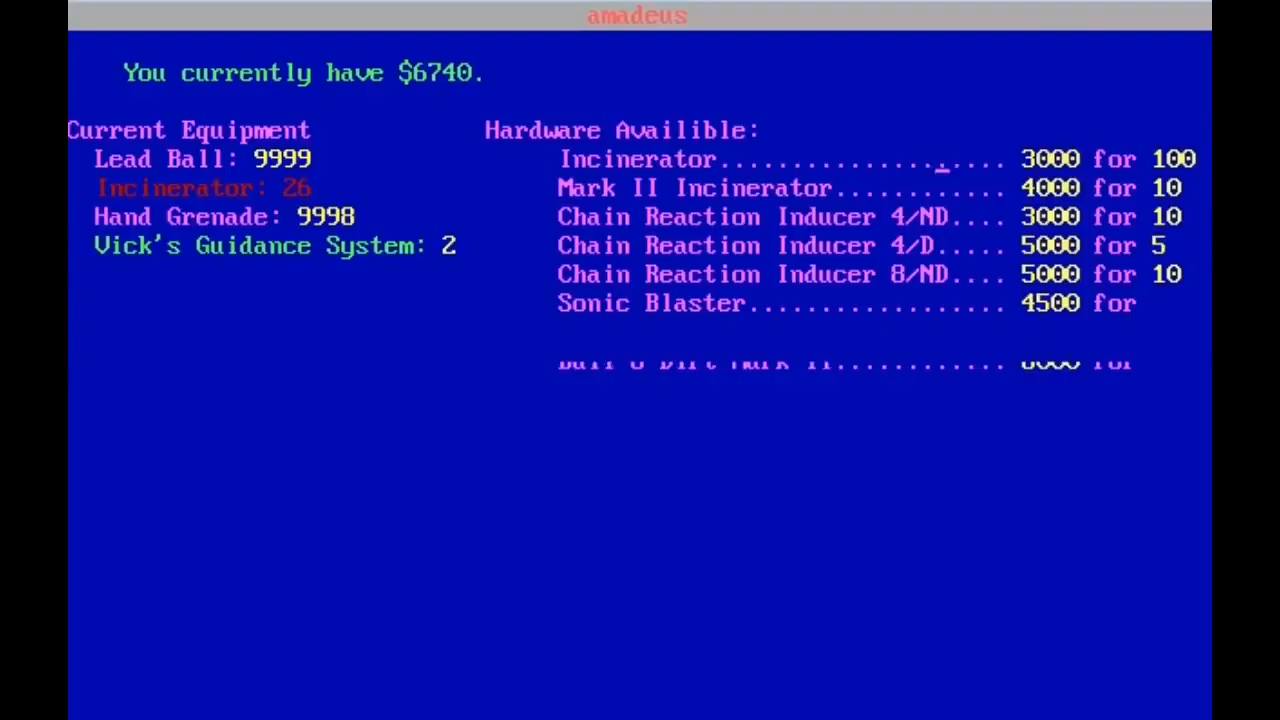 amadeus
You currently have $6740.
Current Equipment
Lead Ball: 9999
Incinerator: 26
Hand Grenade: 9998
Vick's Guidance System: 2
Hardware Availible:
Incinerator.................... 3000 for 100
Mark II Incinerator............ 4000 for 10
Chain Reaction Inducer 4/ND.... 3000 for 10
Chain Reaction Inducer 4/D..... 5000 for 5
Chain Reaction Inducer 8/ND.... 5000 for 10
Sonic Blaster.................. 4500 for